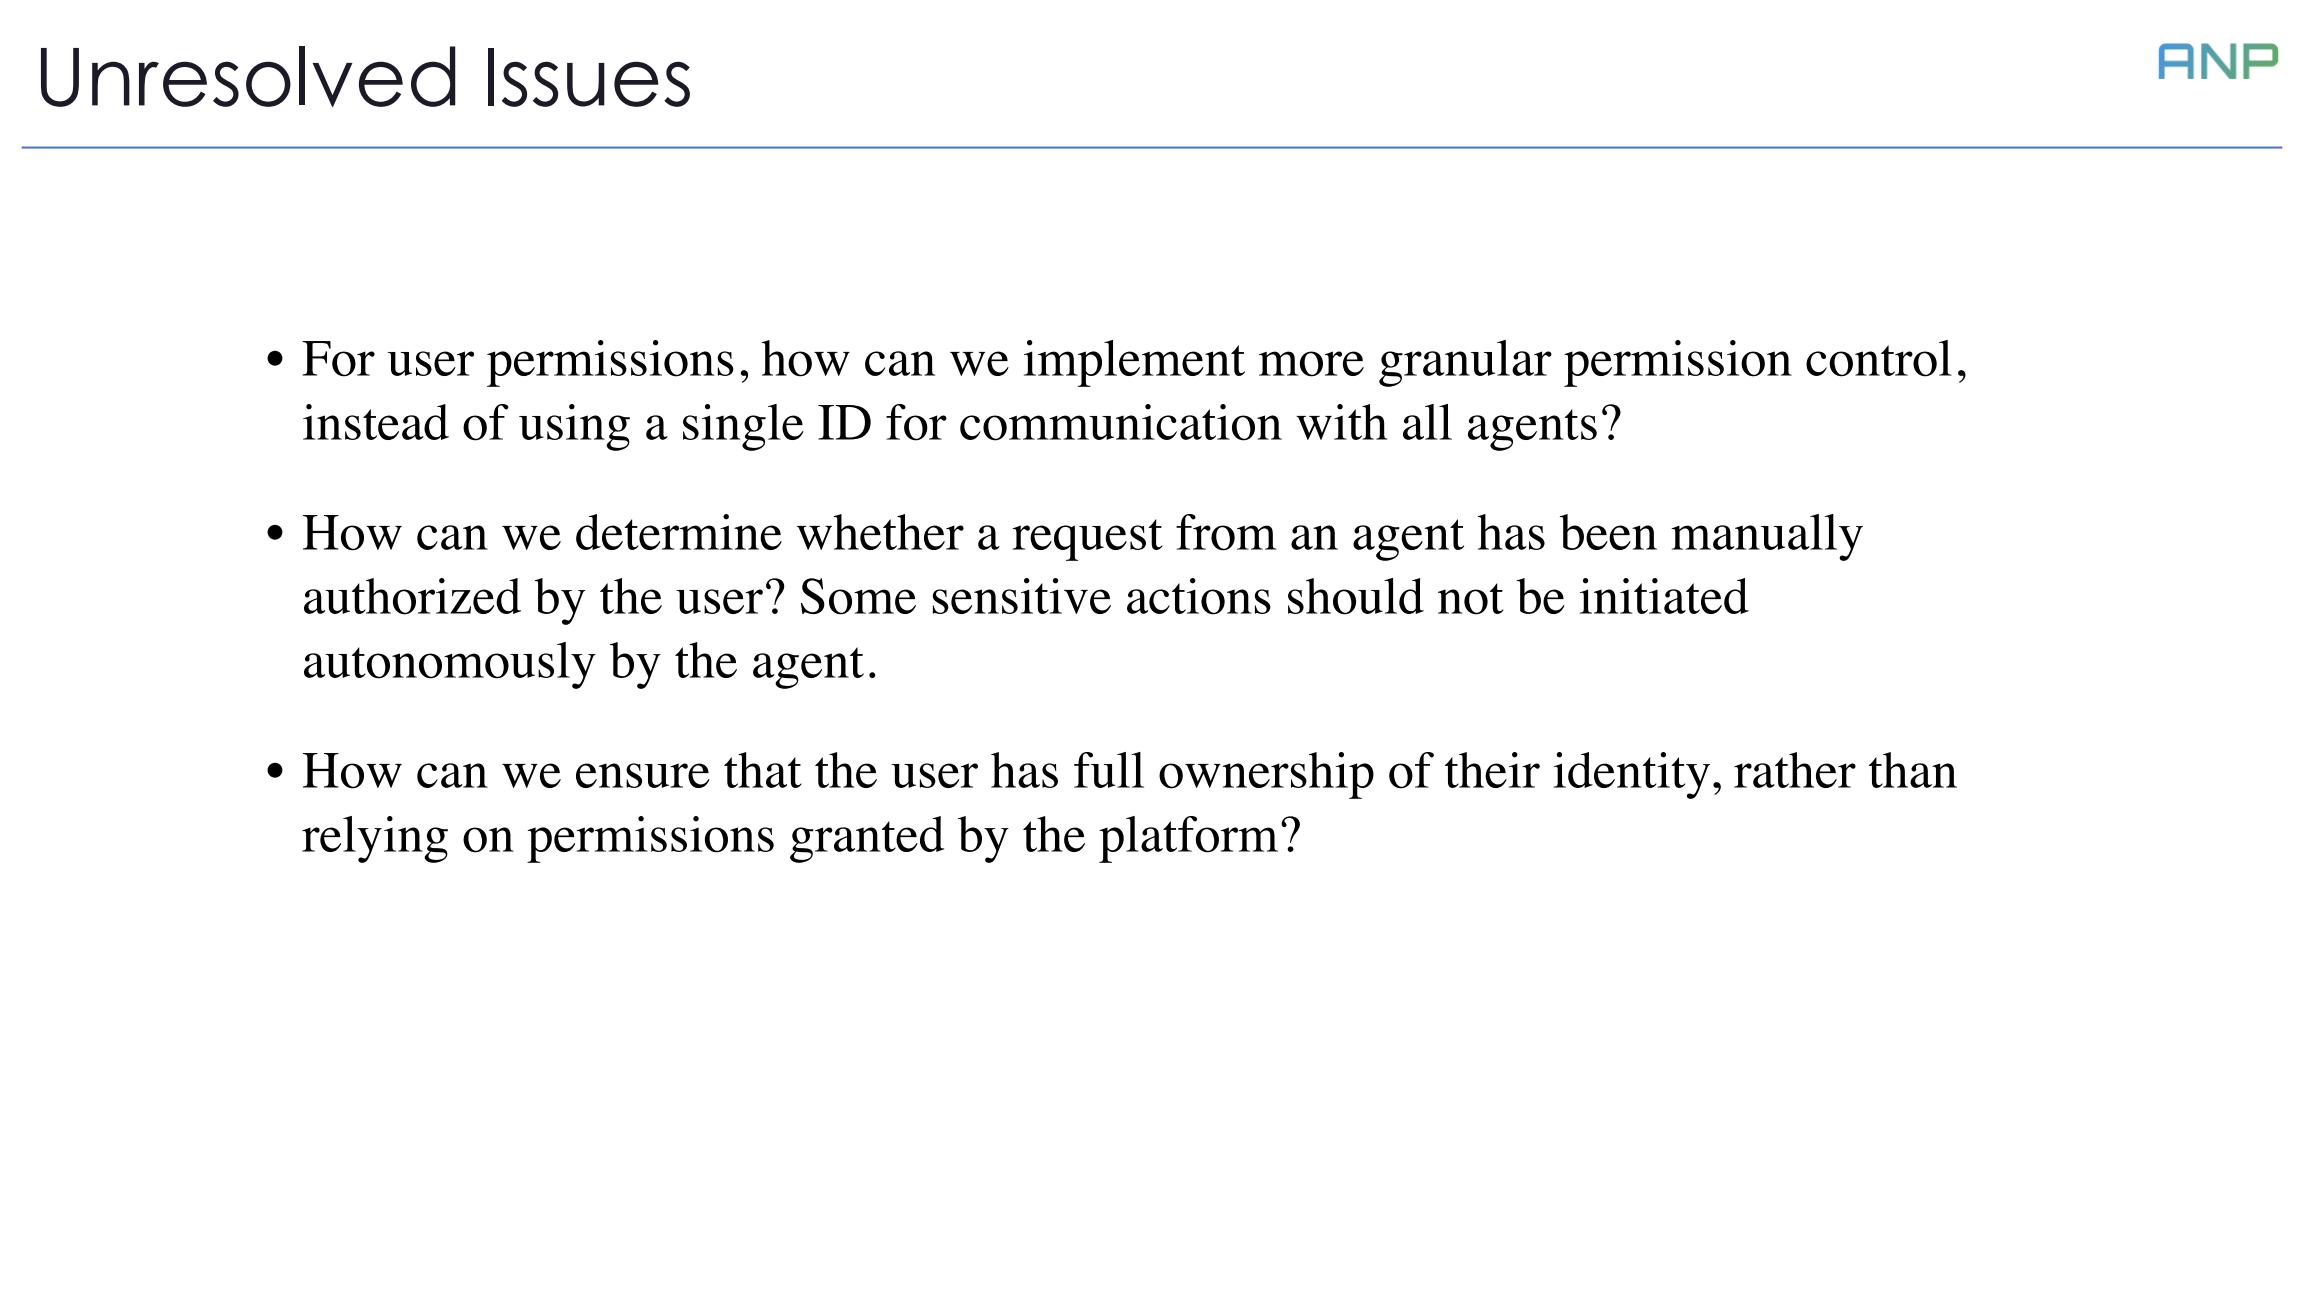 Unresolved Issues
ANP
• For user permissions, how can we implement more granular permission control,
instead of using a single ID for communication with all agents?
• How can we determine whether a request from an agent has been manually
authorized by the user? Some sensitive actions should not be initiated
autonomously by the agent.
• How can we ensure that the user has full ownership of their identity, rather than
relying on permissions granted by the platform?